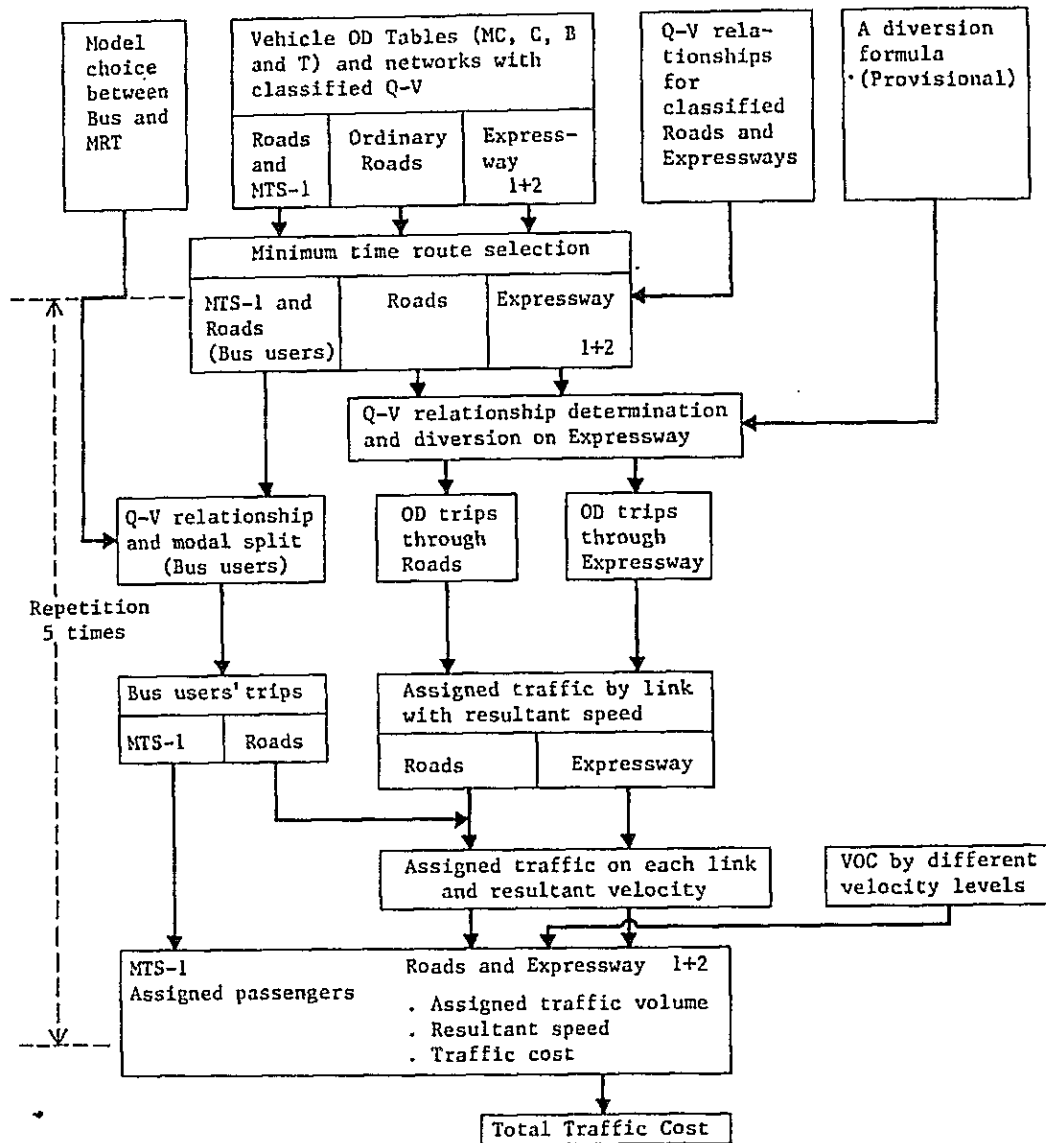 Model
choice
between
Bus and
MRT
Vehicle OD Tables (MC, C, B
and T) and networks with
classified Q-V
Roads
and
MTS-1
Ordinary
Roads
Express-
way
1+2
Q-V rela-
tionships
for
classified
Roads and
Expressways
A diversion
formula
(Provisional)
Minimum time route selection
MTS-1 and
Roads
(Bus users)
Roads
Expressway
1+2
Q-V relationship determination
and diversion on Expressway
Q-V relationship
and modal split
(Bus users)
OD trips
through
Roads
OD trips
through
Expressway
Repetition
5 times
Bus users' trips
MTS-1
Roads
Assigned traffic by link
with resultant speed
Roads
Expressway
Assigned traffic on each link
and resultant velocity
VOC by different
velocity levels
MTS-1
Assigned passengers
Roads and Expressway 1+2
. Assigned traffic volume
. Resultant speed
. Traffic cost
Total Traffic Cost